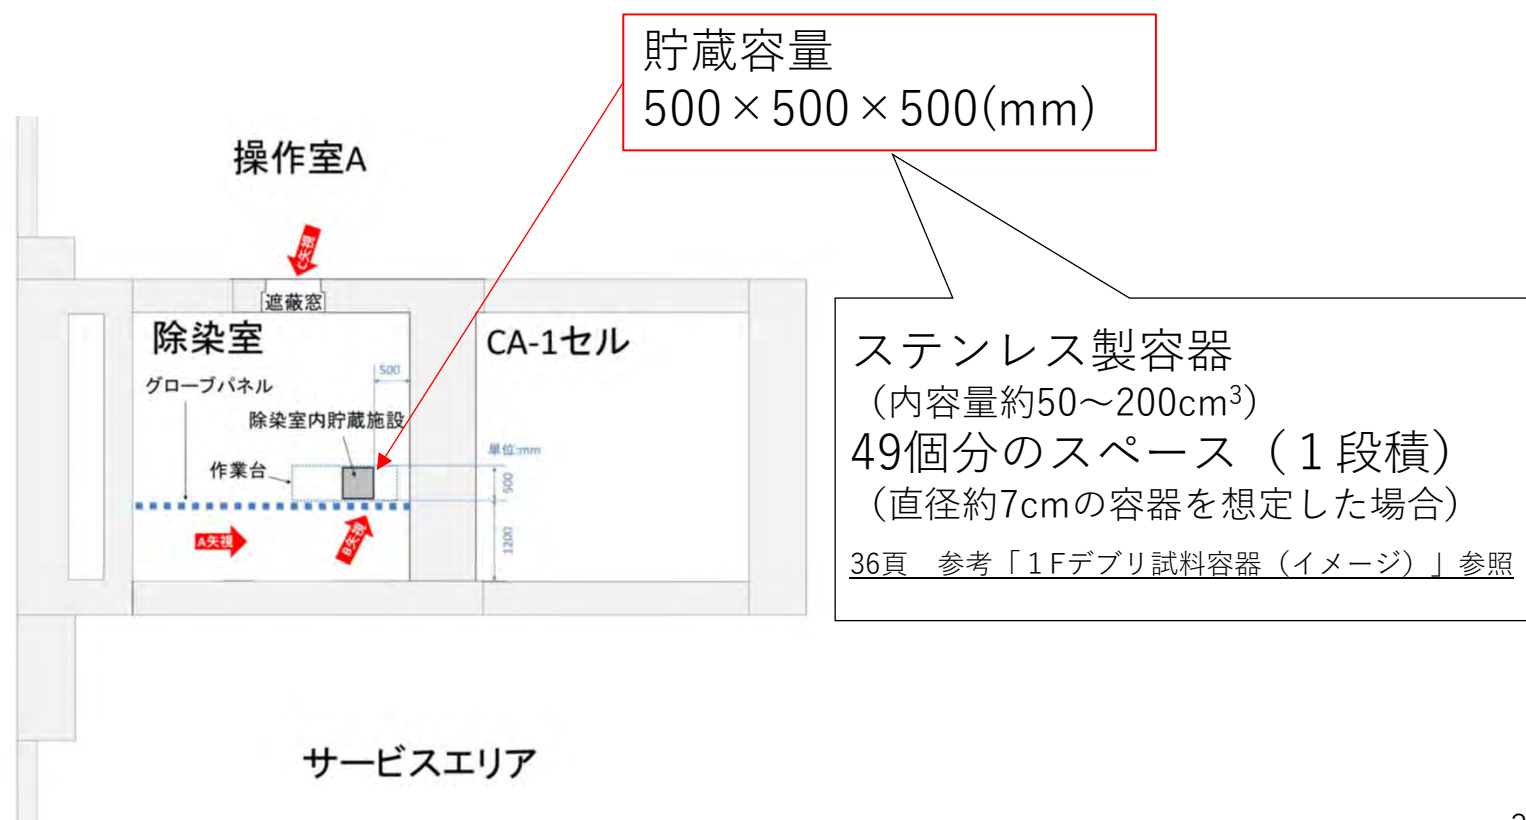 貯蔵容量
500×500×500(mm)
操作室A
C矢視
遮蔽窓
除染室
CA-1セル
500
グローブパネル
除染室内貯蔵施設
単位:mm
作業台
500
A矢視
B矢視
1200
ステンレス製容器
（内容量約50～200cm³）
49個分のスペース（１段積）
（直径約7cmの容器を想定した場合）
36頁　参考「１Fデブリ試料容器（イメージ）」参照
サービスエリア